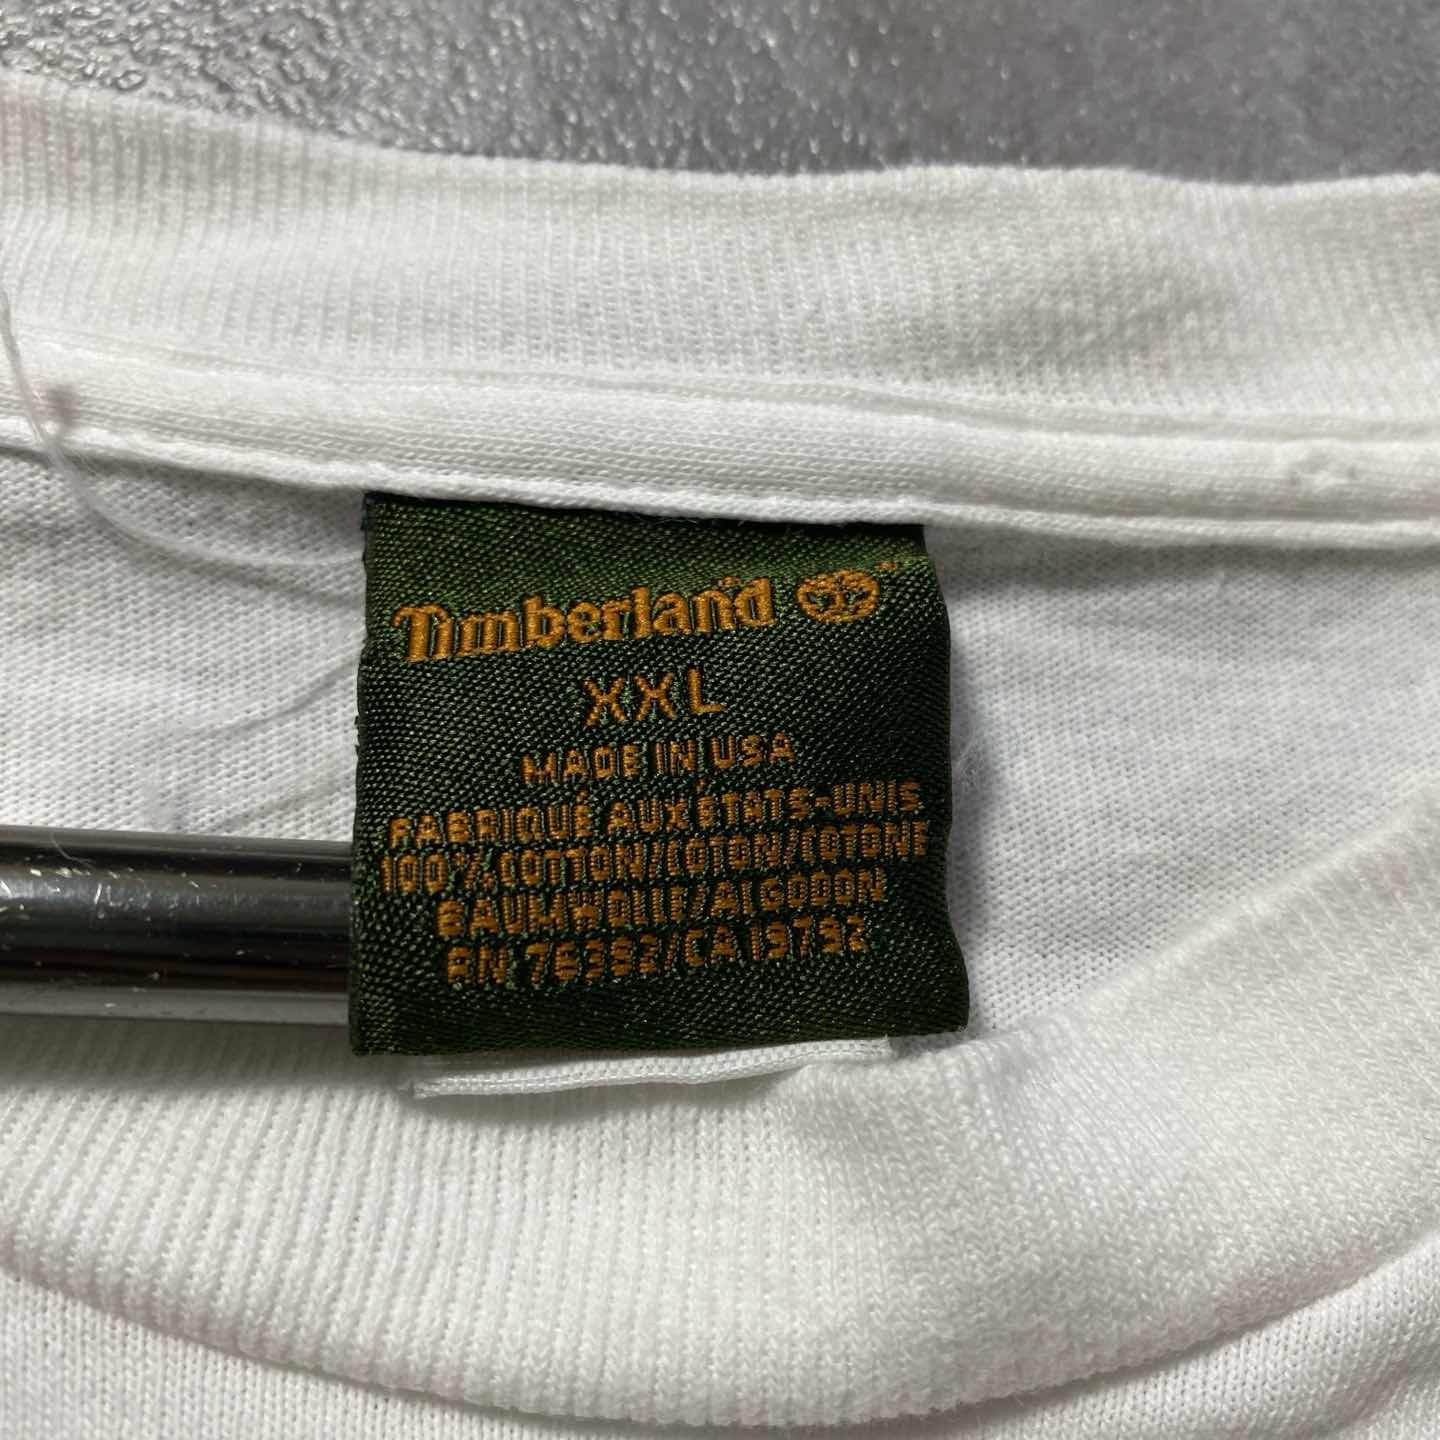 Timberland
XXL
MADE IN USA
FABRIQUÉ AUX ÉTATS-UNIS
100% COTTON/COTON/COTONE
BAUMWOLLE/ALGODON
RN 76392/CA 19792